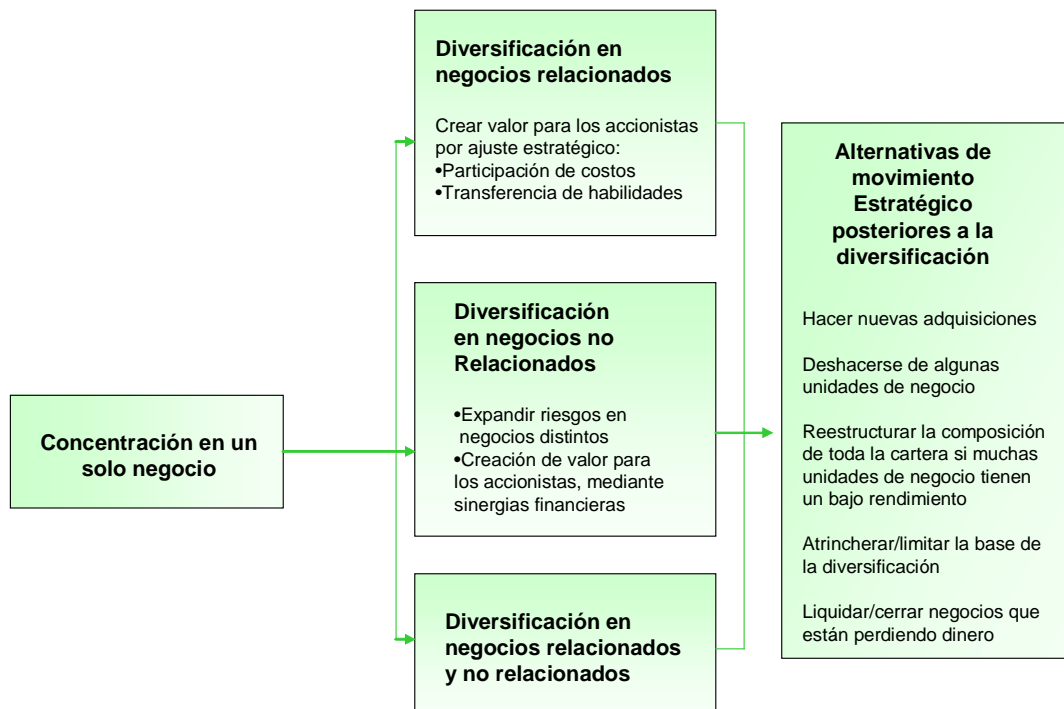 Concentración en un
solo negocio
Diversificación en
negocios relacionados
Crear valor para los accionistas
por ajuste estratégico:
•Participación de costos
•Transferencia de habilidades
Diversificación
en negocios no
Relacionados
•Expandir riesgos en
negocios distintos
•Creación de valor para
los accionistas, mediante
sinergias financieras
Diversificación en
negocios relacionados
y no relacionados
Alternativas de
movimiento
Estratégico
posteriores a la
diversificación
Hacer nuevas adquisiciones
Deshacerse de algunas
unidades de negocio
Reestructurar la composición
de toda la cartera si muchas
unidades de negocio tienen
un bajo rendimiento
Atrincherar/limitar la base de
la diversificación
Liquidar/cerrar negocios que
están perdiendo dinero